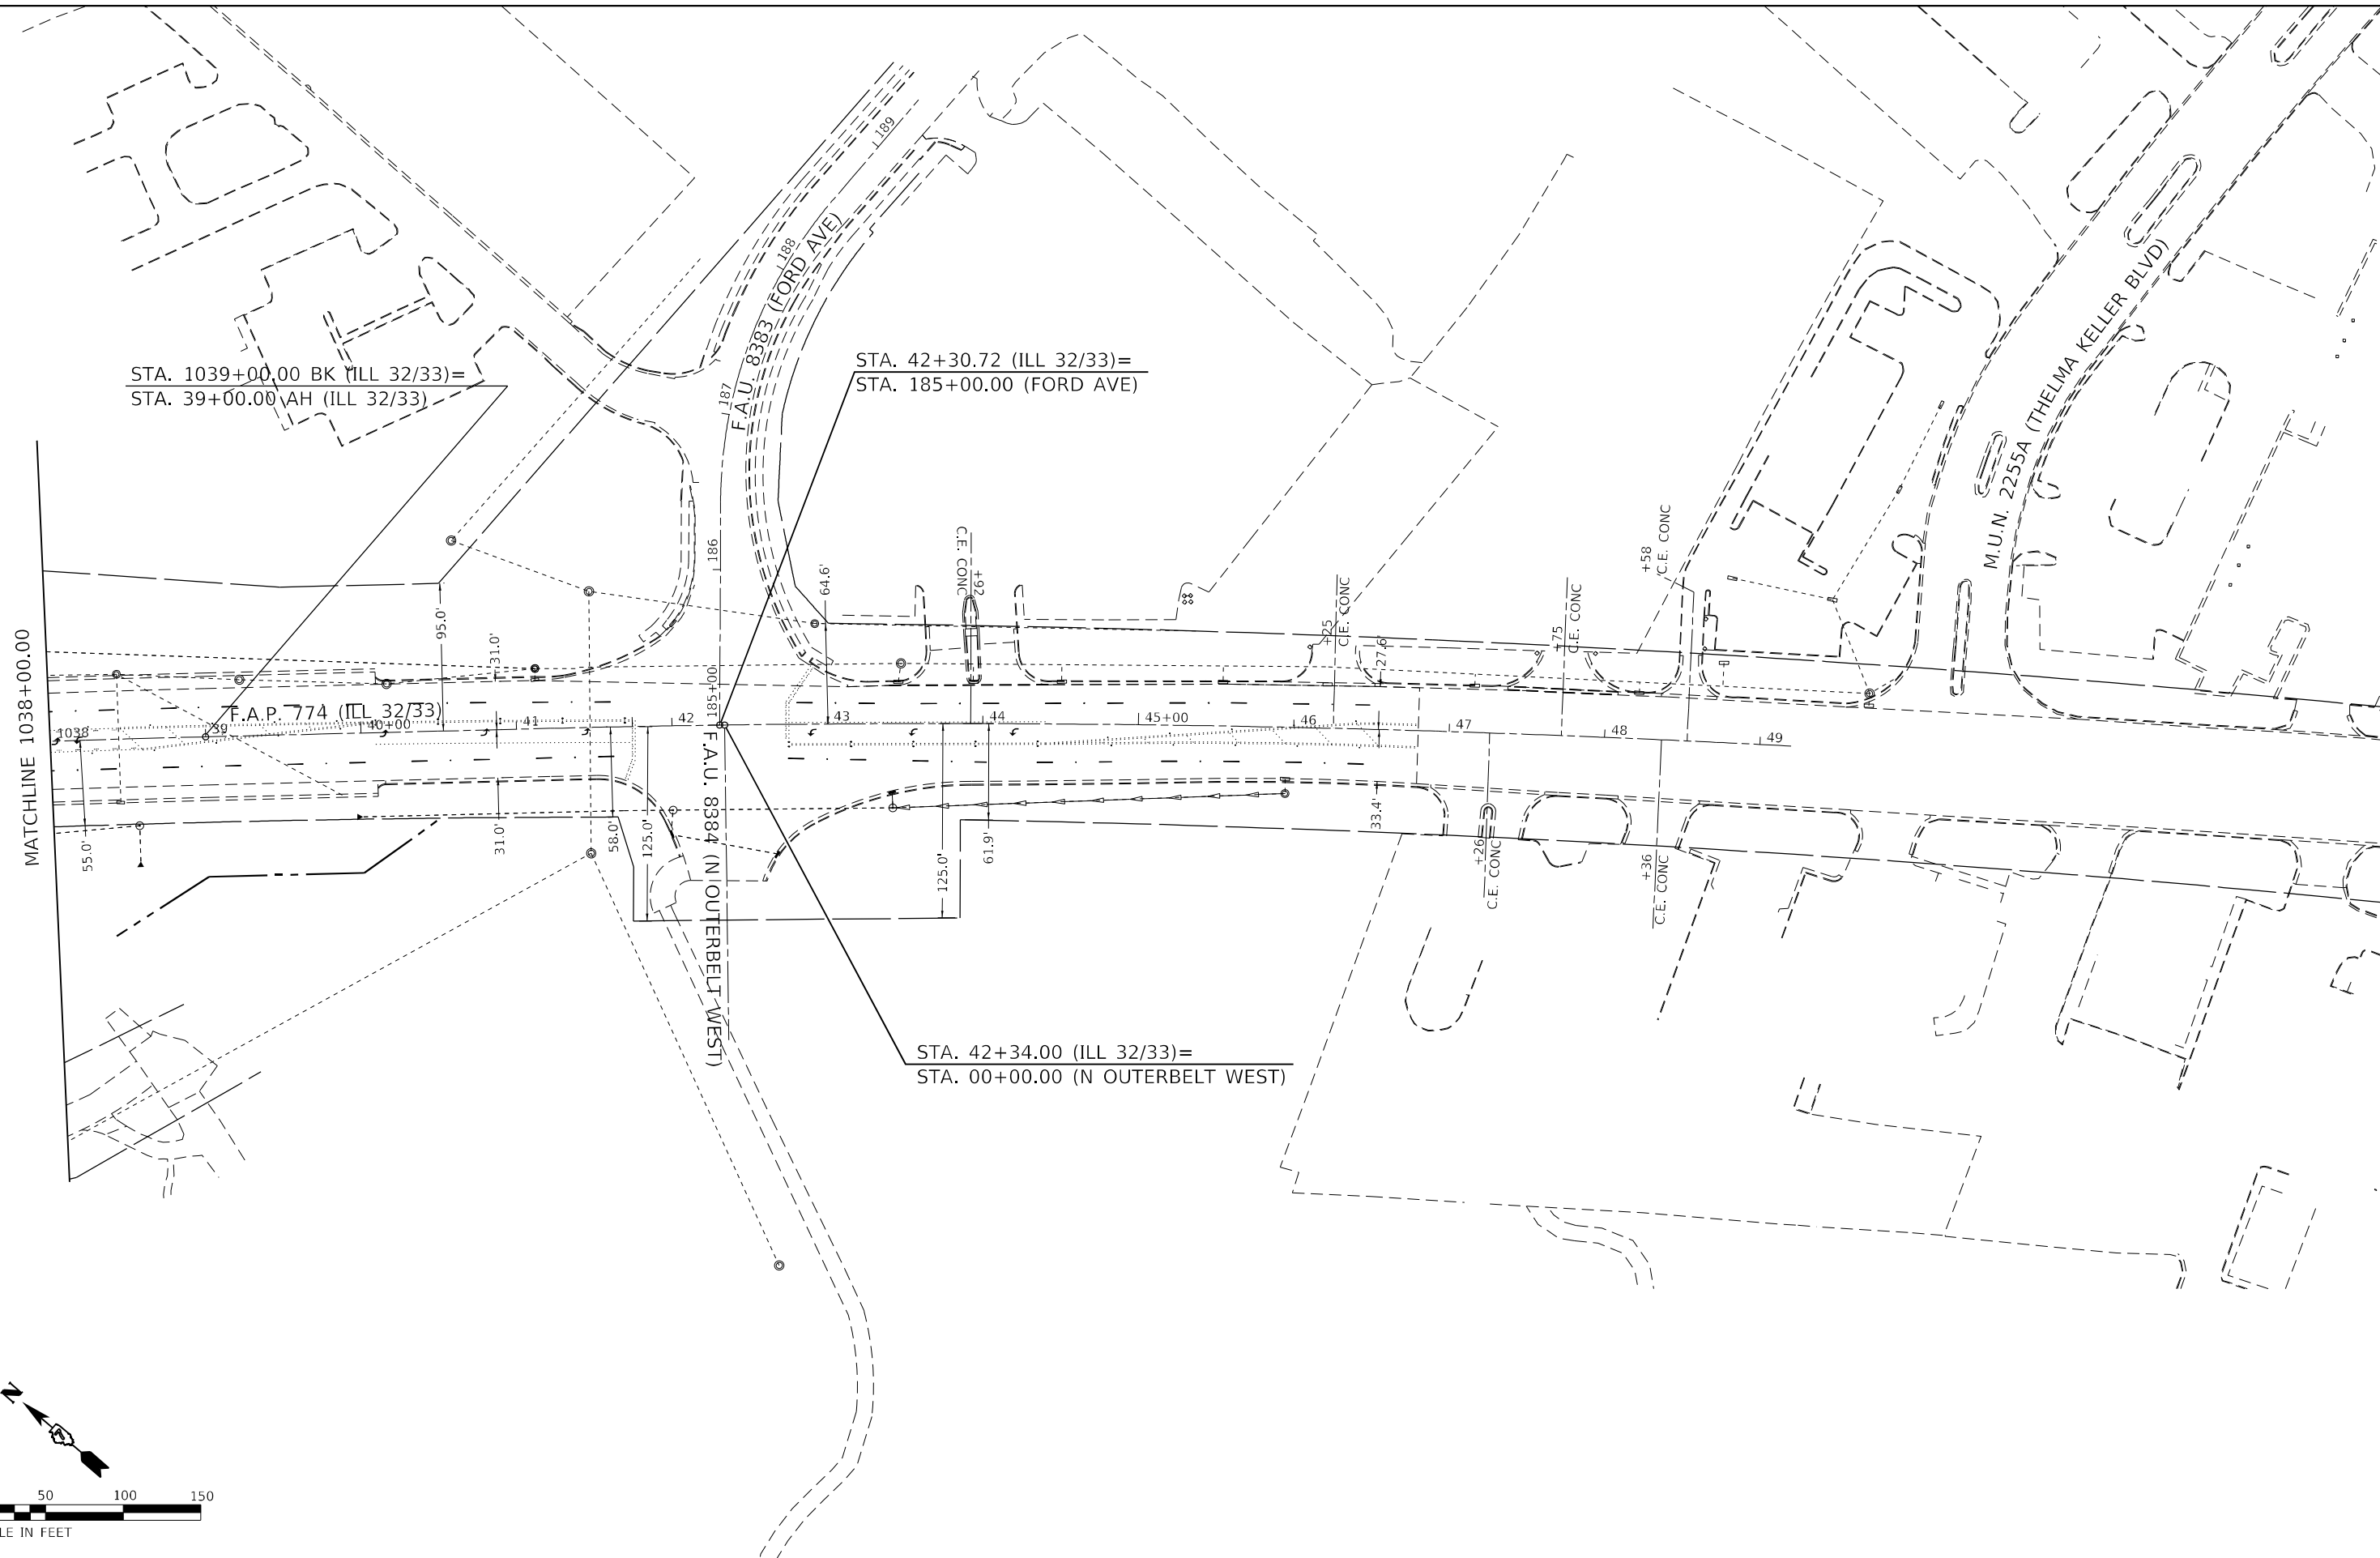 189
188
F.A.U. 8383 (FORD AVE)
187
186
185+00
STA. 1039+00.00 BK (ILL 32/33)=
STA. 39+00.00 AH (ILL 32/33)
STA. 42+30.72 (ILL 32/33)=
STA. 185+00.00 (FORD AVE)
M.U.N. 2255A (THELMA KELLER BLVD)
C.E. CONC
+92
+58
C.E. CONC
+25
C.E. CONC
+75
C.E. CONC
95.0'
31.0'
64.6'
27.6'
MATCHLINE 1038+00.00
F.A.P. 774 (ILL 32/33)
1038
39
40+00
41
42
43
44
45+00
46
47
48
49
55.0'
31.0'
58.0'
125.0'
F.A.U. 8384 (N OUTERBELT WEST)
125.0'
61.9'
33.4'
+26
C.E. CONC
+36
C.E. CONC
STA. 42+34.00 (ILL 32/33)=
STA. 00+00.00 (N OUTERBELT WEST)
N
50 100 150
LE IN FEET